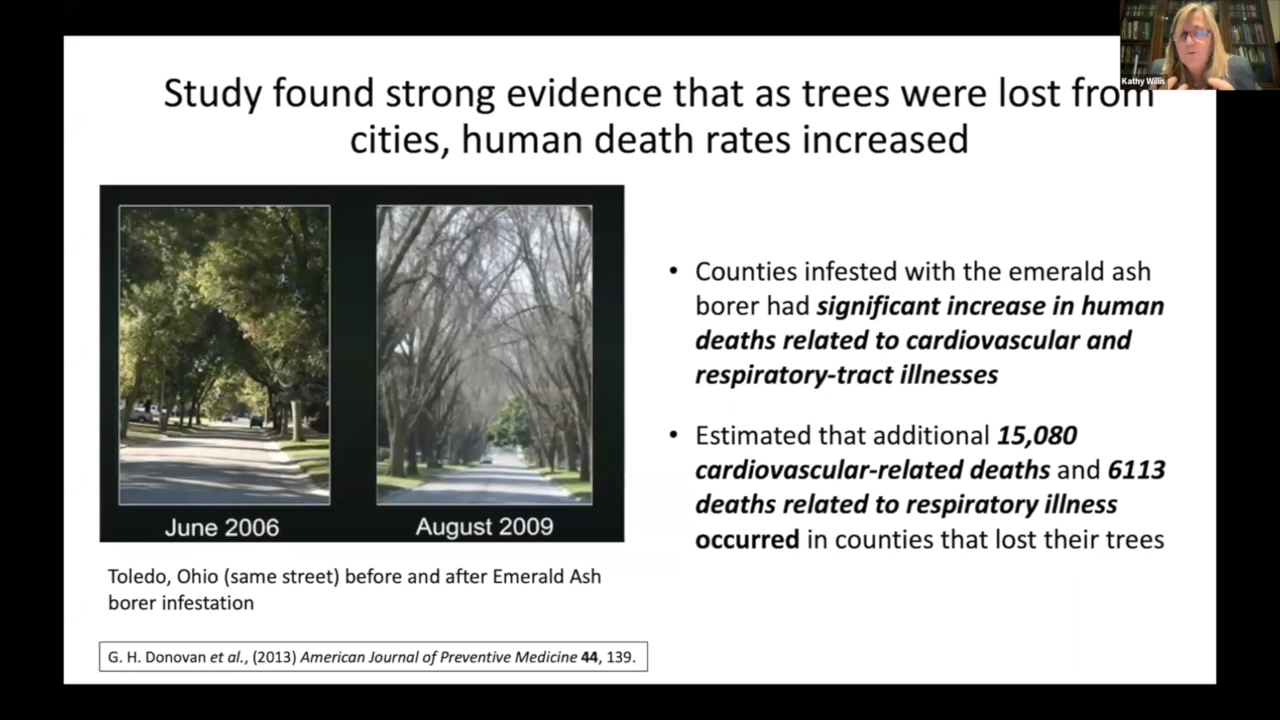 Kathy Willis
Study found strong evidence that as trees were lost from
cities, human death rates increased
June 2006
August 2009
Toledo, Ohio (same street) before and after Emerald Ash
borer infestation
G. H. Donovan et al., (2013) American Journal of Preventive Medicine 44, 139.
• Counties infested with the emerald ash
borer had significant increase in human
deaths related to cardiovascular and
respiratory-tract illnesses
• Estimated that additional 15,080
cardiovascular-related deaths and 6113
deaths related to respiratory illness
occurred in counties that lost their trees